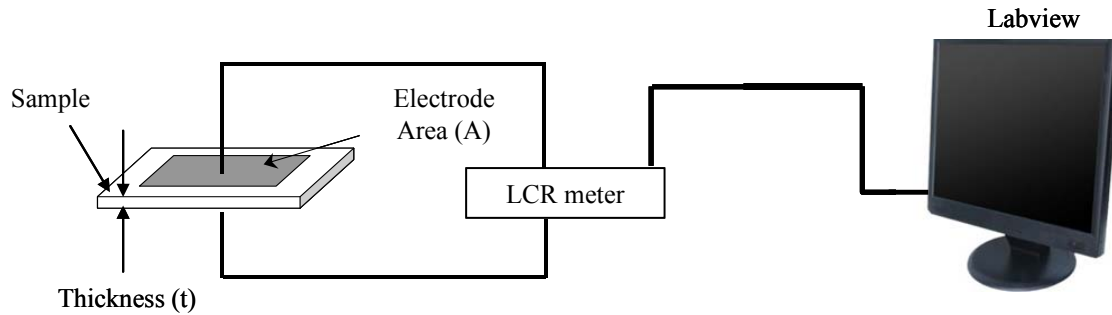 Labview
Sample
Electrode
Area (A)
LCR meter
Thickness (t)